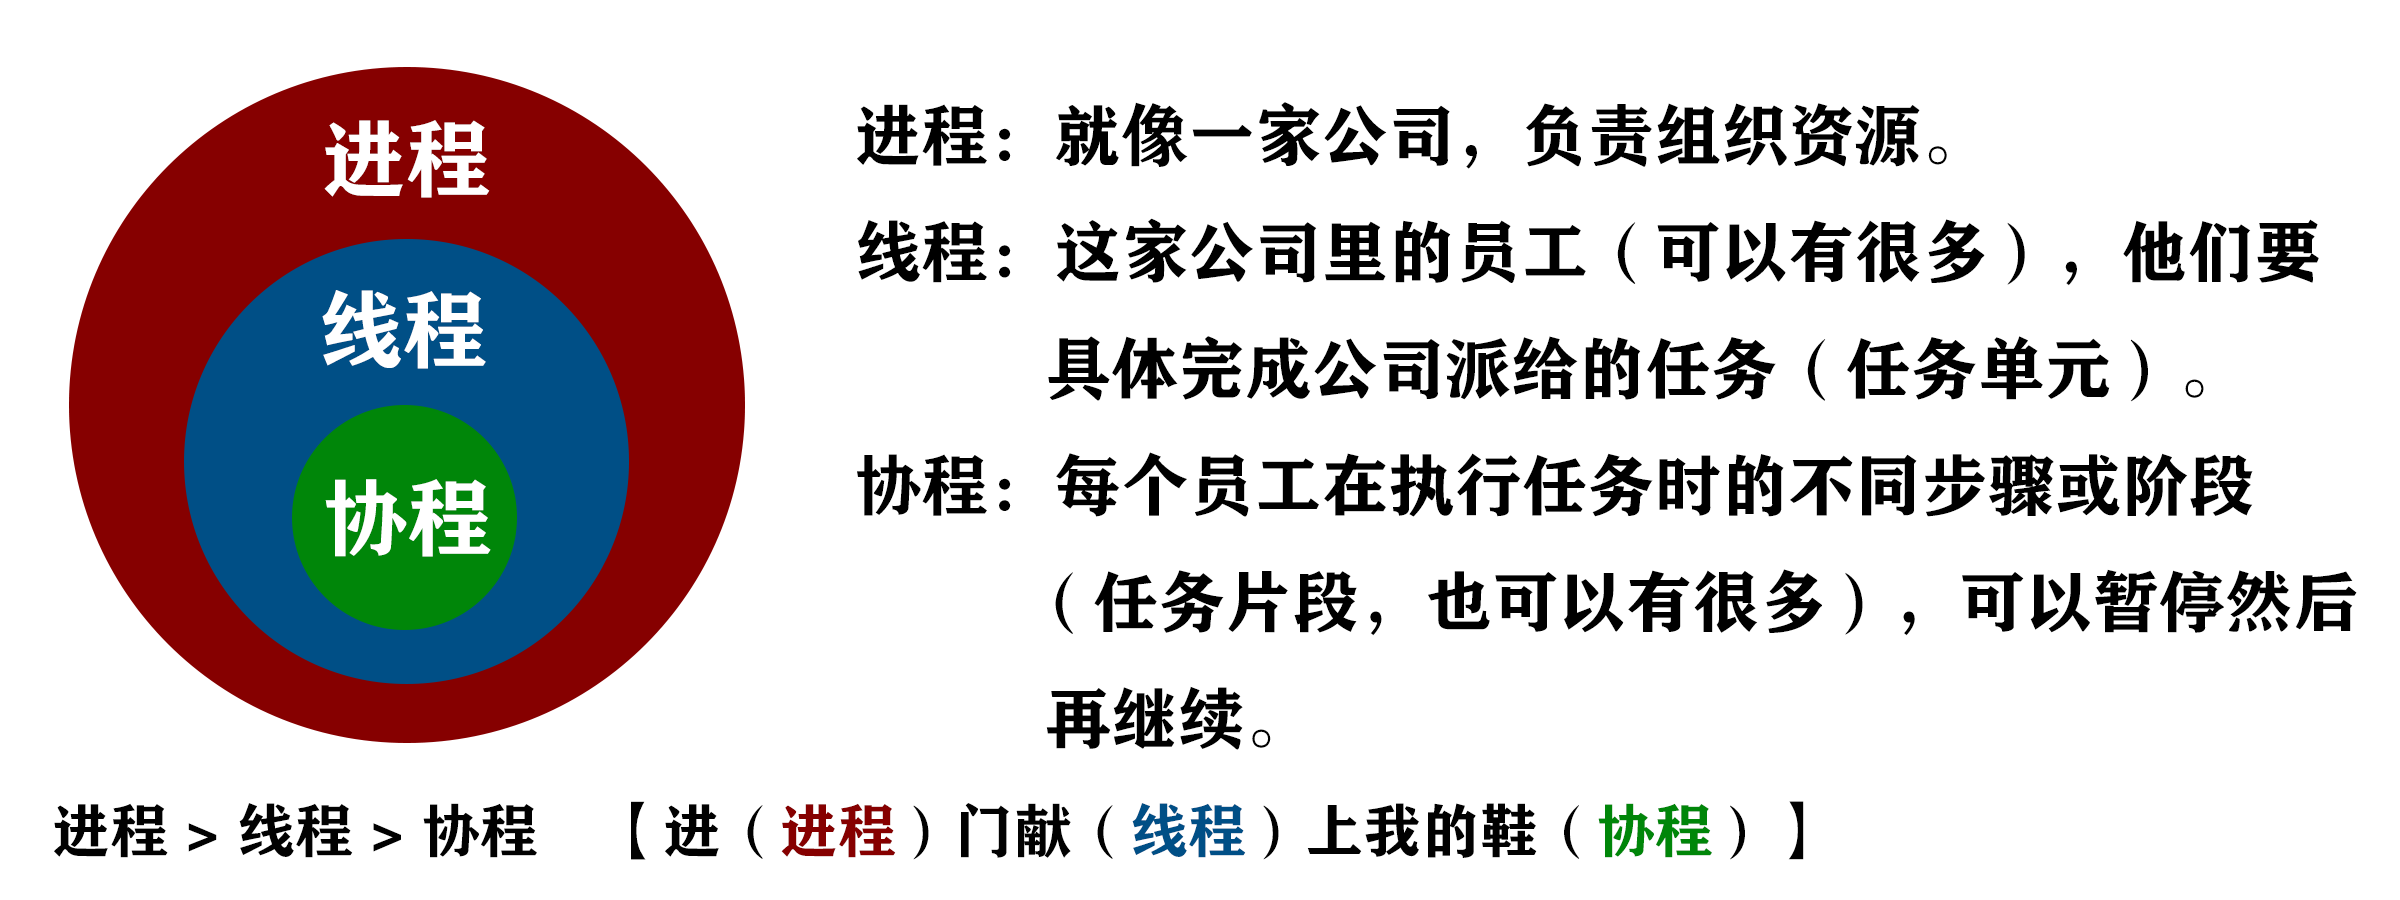 进程
线程
协程
进程：就像一家公司，负责组织资源。
线程：这家公司里的员工（可以有很多），他们要
具体完成公司派给的任务（任务单元）。
协程：每个员工在执行任务时的不同步骤或阶段
（任务片段，也可以有很多），可以暂停然后
再继续。
进程 > 线程 > 协程 【进（进程）门献（线程）上我的鞋（协程）】